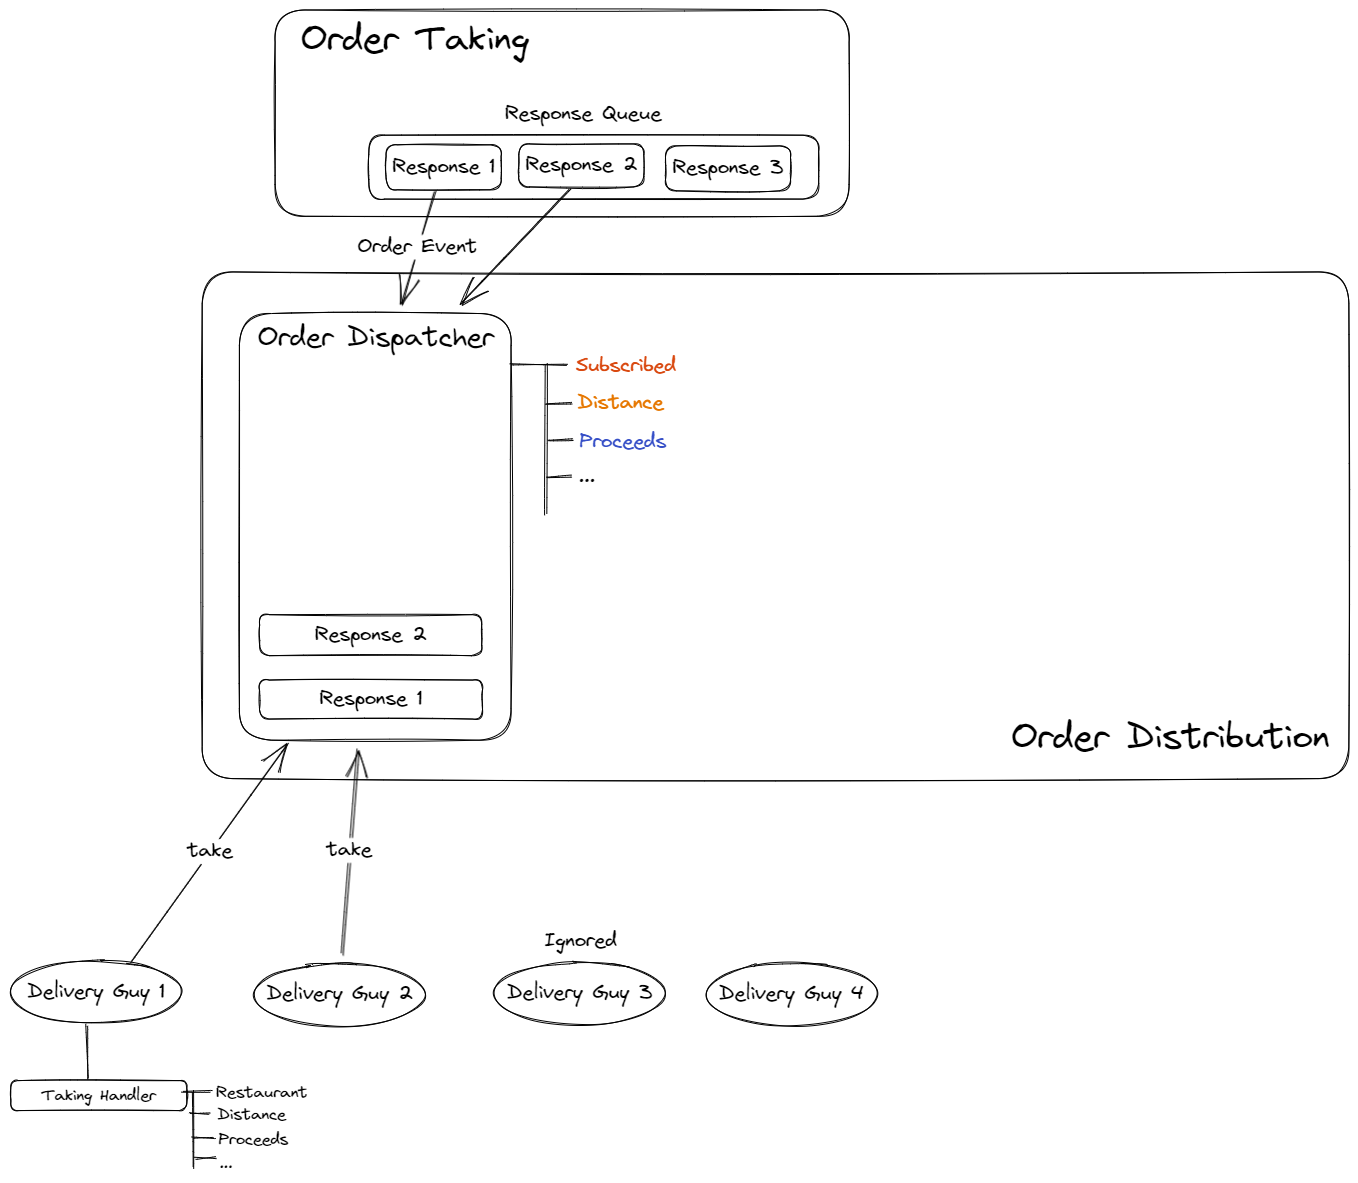 Order Taking
Response Queue
Response 1
Response 2
Response 3
Order Event
Order Dispatcher
Subscribed
Distance
Proceeds
...
Response 2
Response 1
Order Distribution
take
take
Ignored
Delivery Guy 1
Delivery Guy 2
Delivery Guy 3
Delivery Guy 4
Taking Handler
Restaurant
Distance
Proceeds
...